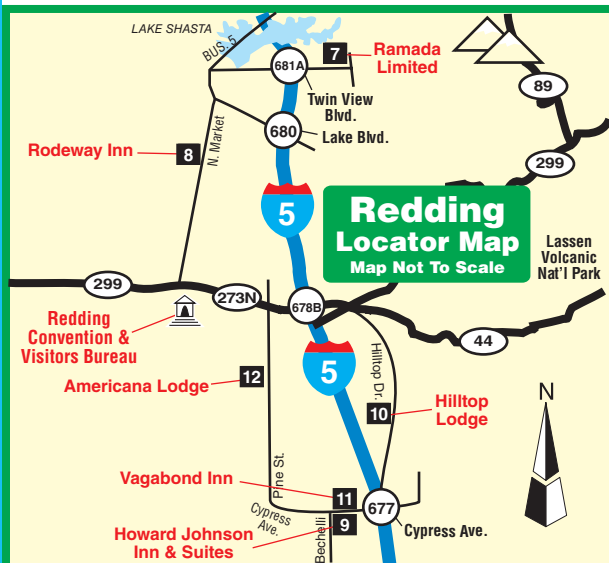 LAKE SHASTA
BUS. 5
7
Ramada
Limited
681A
Twin View
Blvd.
89
680
Lake Blvd.
N. Market
Rodeway Inn
8
299
5
Redding
Locator Map
Map Not To Scale
Lassen
Volcanic
Nat'l Park
299
273N
678B
Redding
Convention &
Visitors Bureau
44
5
Hilltop Dr.
Americana Lodge
12
10
Hilltop
Lodge
N
Pine St.
Vagabond Inn
11
677
Cypress
Ave.
9
Cypress Ave.
Howard Johnson
Inn & Suites
Bechelli